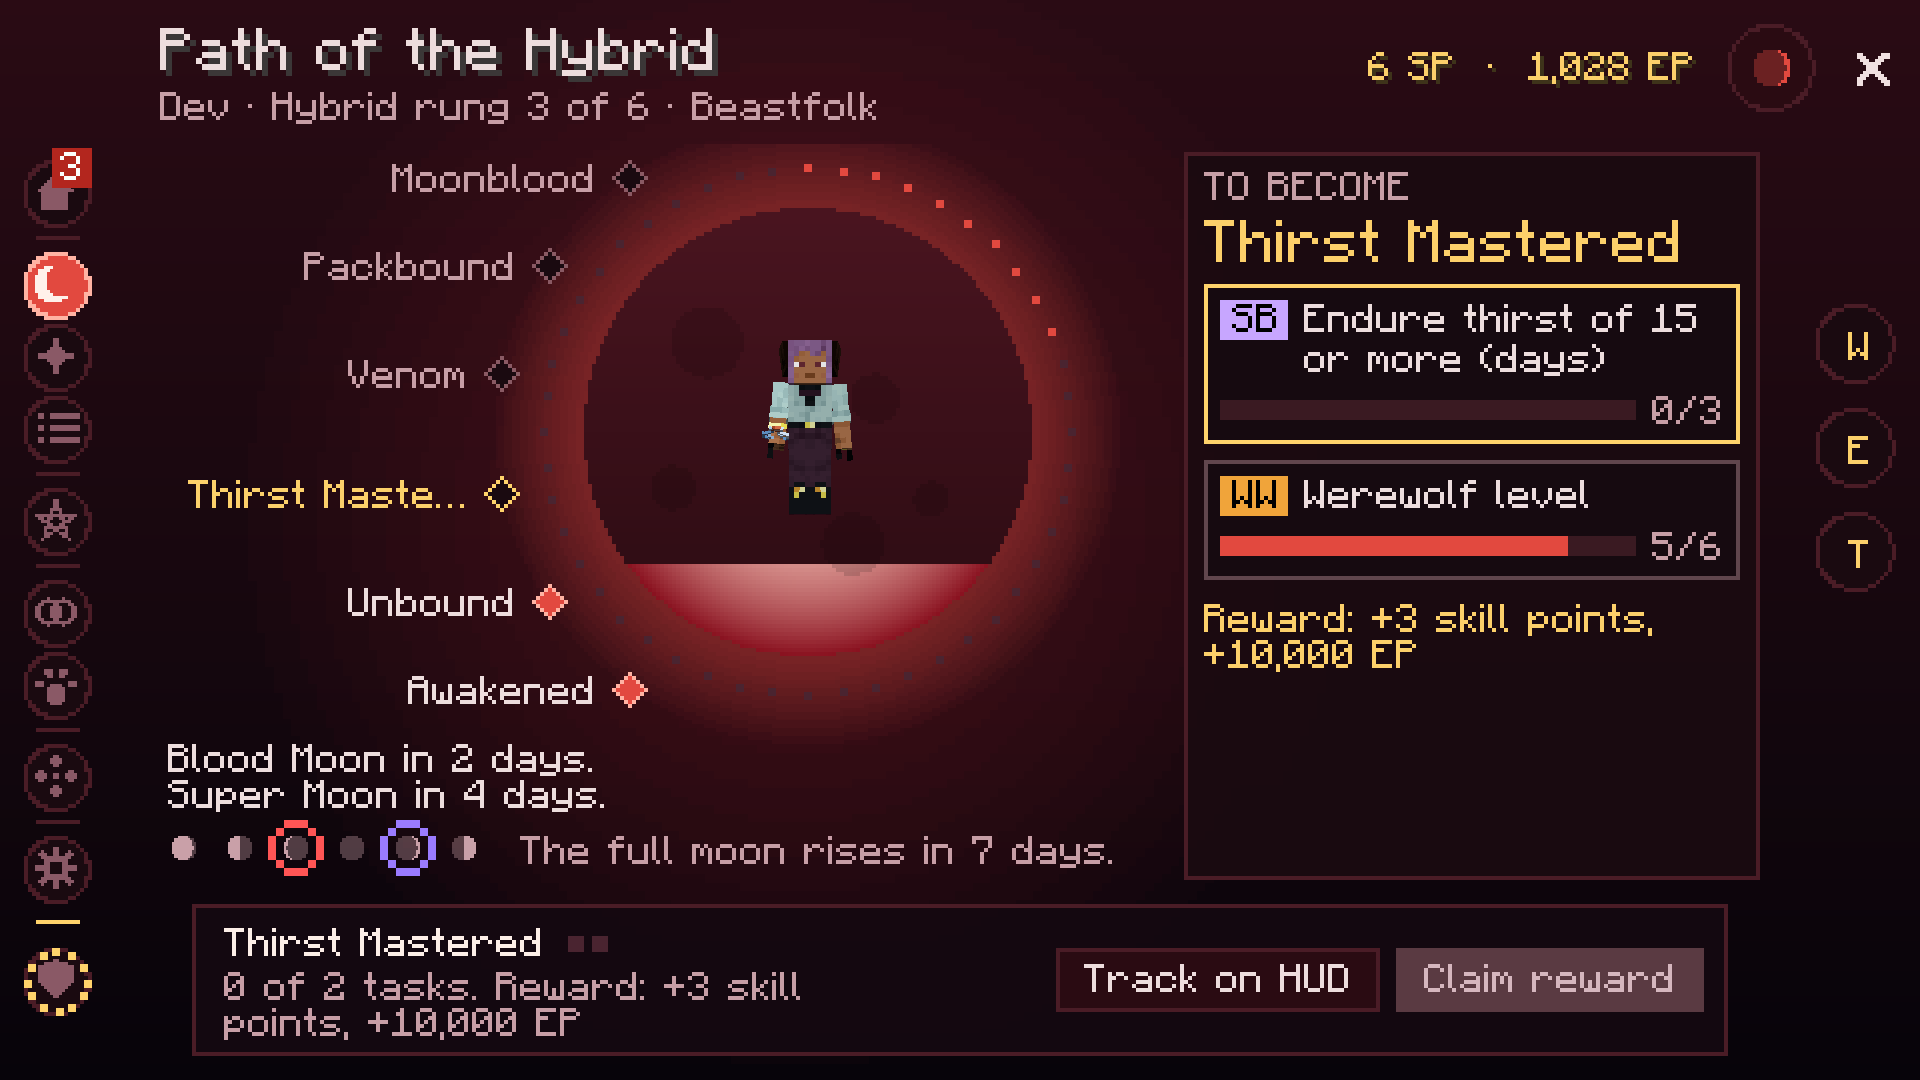 Path of the Hybrid
6 SP · 1,028 EP
Dev · Hybrid rung 3 of 6 · Beastfolk
3
Moonblood
Packbound
Venom
Thirst Maste...
Unbound
Awakened
TO BECOME
Thirst Mastered
SB Endure thirst of 15
or more (days)
0/3
WW Werewolf level
5/6
Reward: +3 skill points,
+10,000 EP
W
E
T
Blood Moon in 2 days.
Super Moon in 4 days.
The full moon rises in 7 days.
Thirst Mastered
0 of 2 tasks. Reward: +3 skill
points, +10,000 EP
Track on HUD
Claim reward